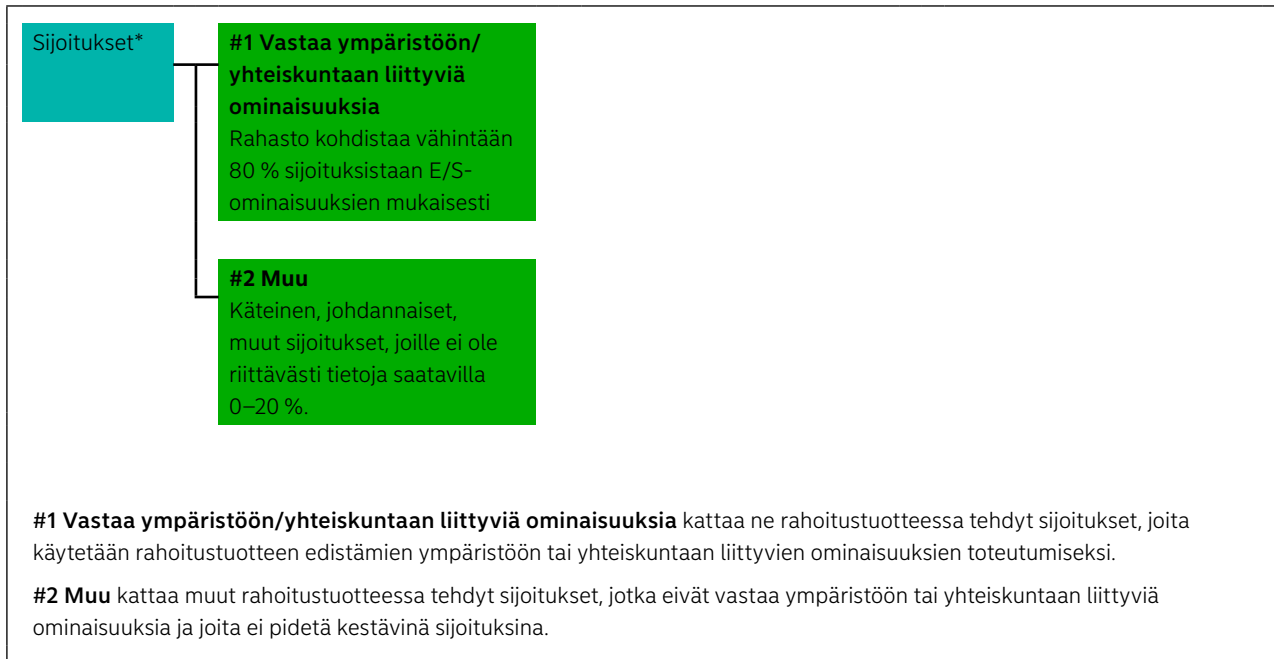 Sijoitukset*
#1 Vastaa ympäristöön/
yhteiskuntaan liittyviä
ominaisuuksia
Rahasto kohdistaa vähintään
80 % sijoituksistaan E/S-
ominaisuuksien mukaisesti
#2 Muu
Käteinen, johdannaiset,
muut sijoitukset, joille ei ole
riittävästi tietoja saatavilla
0–20 %.
#1 Vastaa ympäristöön/yhteiskuntaan liittyviä ominaisuuksia kattaa ne rahoitustuotteessa tehdyt sijoitukset, joita
käytetään rahoitustuotteen edistämien ympäristöön tai yhteiskuntaan liittyvien ominaisuuksien toteutumiseksi.
#2 Muu kattaa muut rahoitustuotteessa tehdyt sijoitukset, jotka eivät vastaa ympäristöön tai yhteiskuntaan liittyviä
ominaisuuksia ja joita ei pidetä kestävinä sijoituksina.